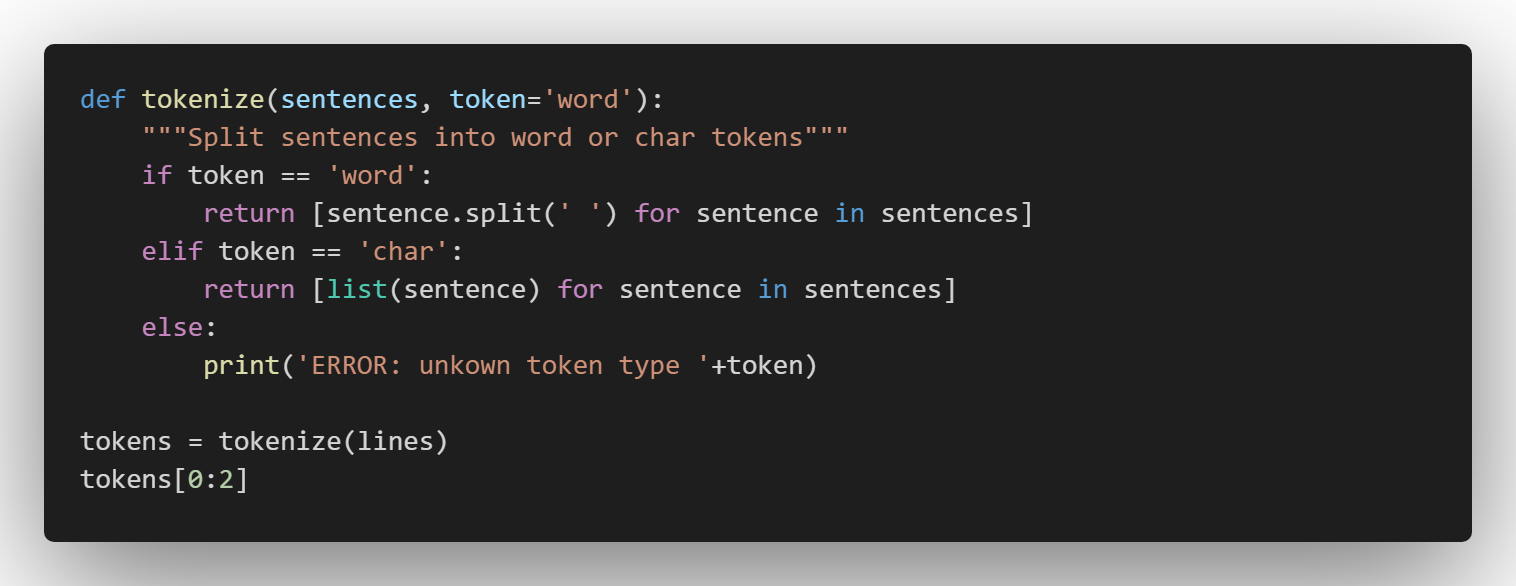 def tokenize(sentences, token='word'):
    """Split sentences into word or char tokens"""
    if token == 'word':
        return [sentence.split(' ') for sentence in sentences]
    elif token == 'char':
        return [list(sentence) for sentence in sentences]
    else:
        print('ERROR: unkown token type '+token)

tokens = tokenize(lines)
tokens[0:2]